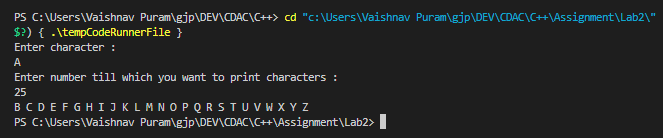 PS C:\Users\Vaishnav Puram\gjp\DEV\CDAC\C++> cd "c:\Users\Vaishnav Puram\gjp\DEV\CDAC\C++\Assignment\Lab2\"
$?) { .\tempCodeRunnerFile }
Enter character :
A
Enter number till which you want to print characters :
25
B C D E F G H I J K L M N O P Q R S T U V W X Y Z
PS C:\Users\Vaishnav Puram\gjp\DEV\CDAC\C++\Assignment\Lab2>